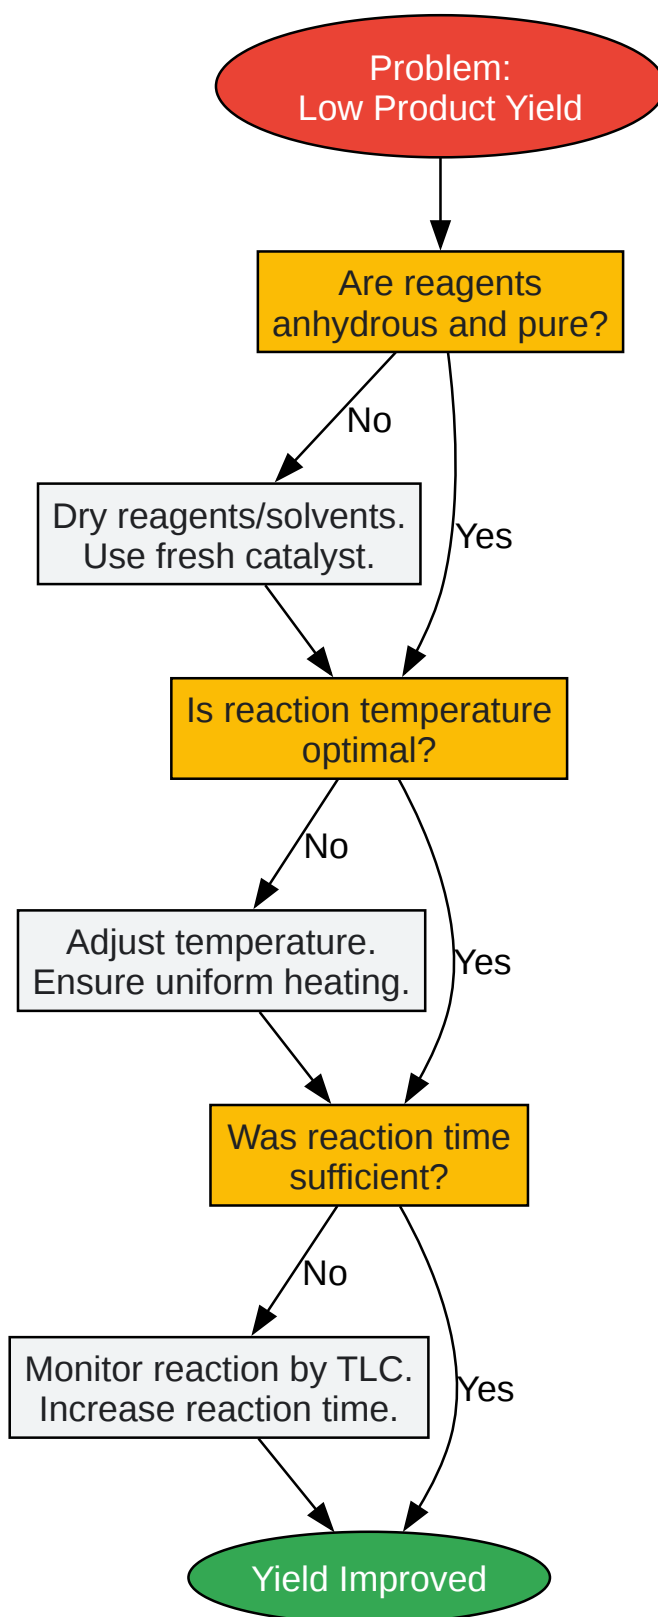 Problem:
Low Product Yield
Are reagents
anhydrous and pure?
No
Dry reagents/solvents.
Use fresh catalyst.
Yes
Is reaction temperature
optimal?
No
Adjust temperature.
Ensure uniform heating.
Yes
Was reaction time
sufficient?
No
Monitor reaction by TLC.
Increase reaction time.
Yes
Yield Improved